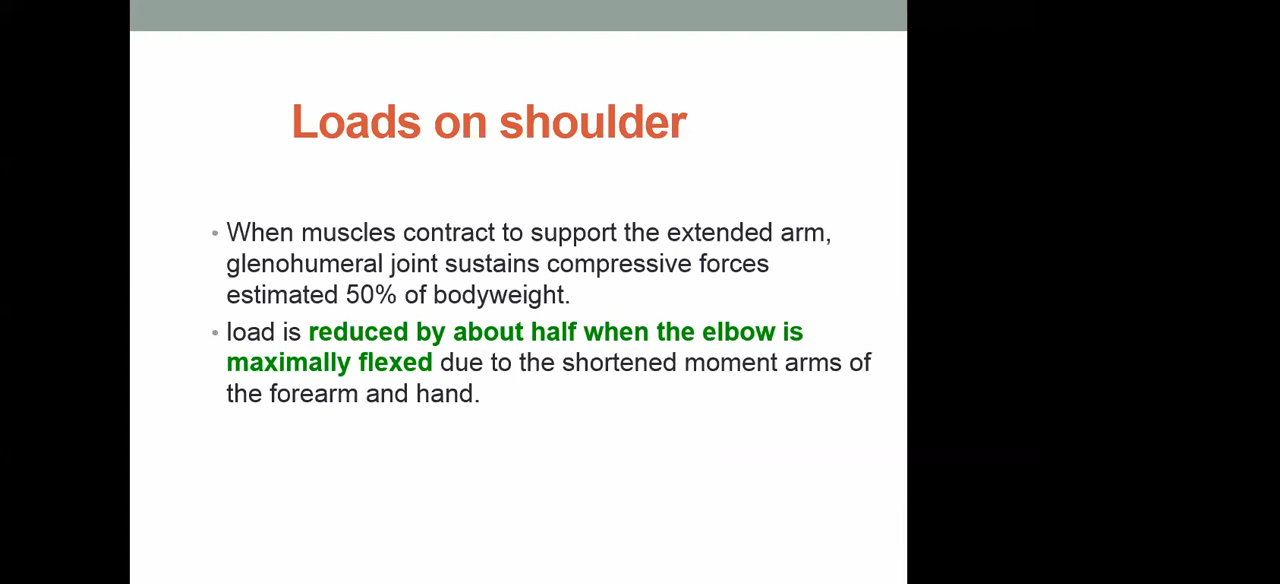 Loads on shoulder
• When muscles contract to support the extended arm,
glenohumeral joint sustains compressive forces
estimated 50% of bodyweight.
• load is reduced by about half when the elbow is
maximally flexed due to the shortened moment arms of
the forearm and hand.